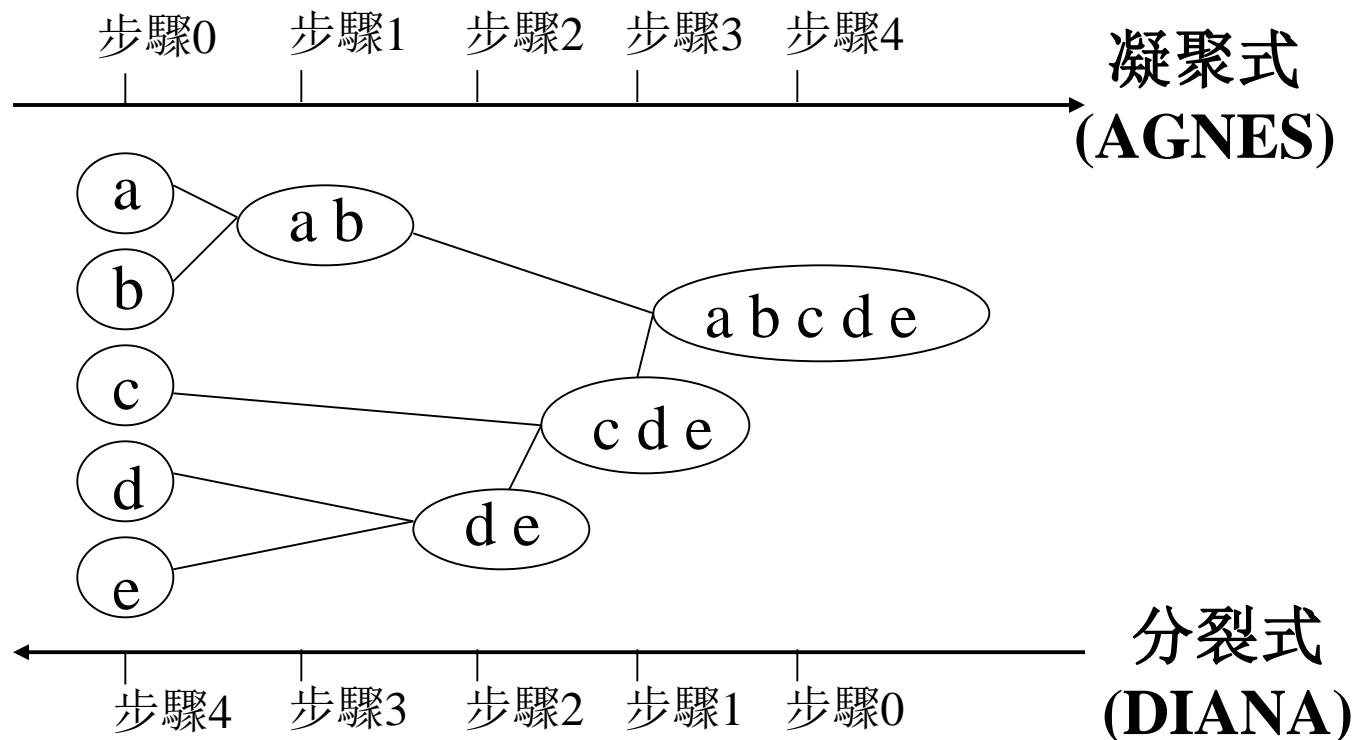 步驟0 步驟1 步驟2 步驟3 步驟4
凝聚式
(AGNES)
a
a b
b
a b c d e
c
c d e
d
d e
e
分裂式
(DIANA)
步驟4 步驟3 步驟2 步驟1 步驟0